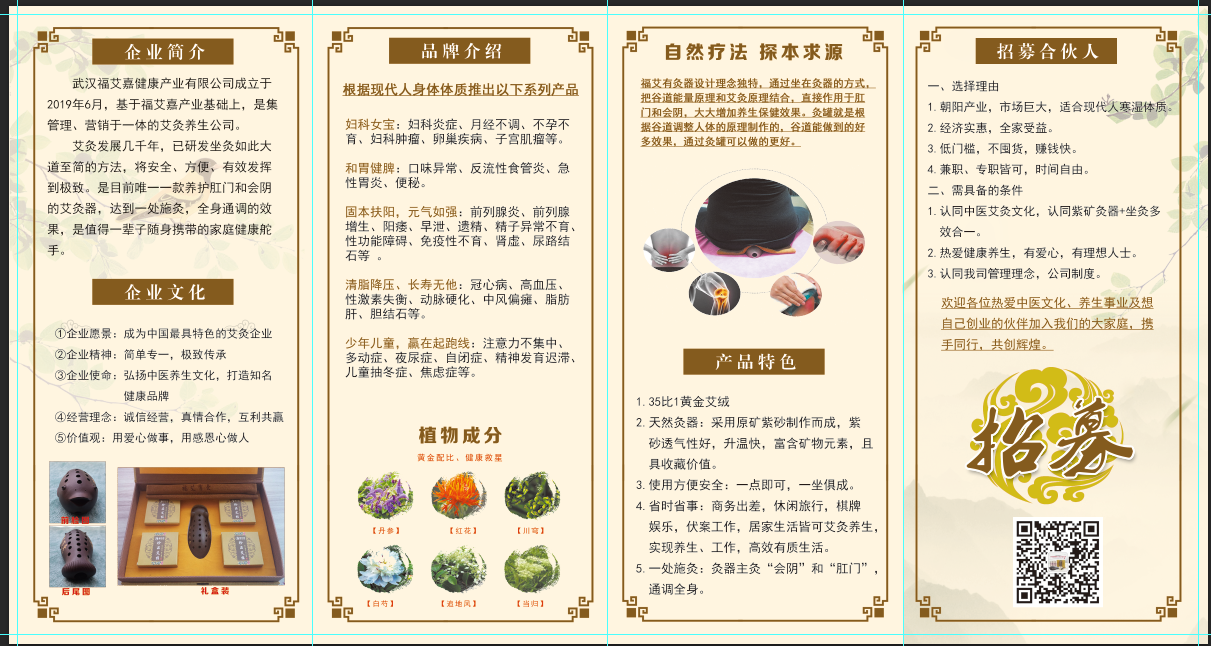 企业简介
武汉福艾嘉健康产业有限公司成立于
2019年6月，基于福艾嘉产业基础上，是集
管理、营销于一体的艾灸养生公司。
艾灸发展几千年，已研发坐灸如此大
道至简的方法，将安全、方便、有效发挥
到极致。是目前唯一一款养护肛门和会阴
的艾灸器，达到一处施灸，全身通调的效
果，是值得一辈子随身携带的家庭健康舵
手。
企业文化
①企业愿景：成为中国最具特色的艾灸企业
②企业精神：简单专一，极致传承
③企业使命：弘扬中医养生文化，打造知名
健康品牌
④经营理念：诚信经营，真情合作，互利共赢
⑤价值观：用爱心做事，用感恩心做人
后尾图
礼盒装
品牌介绍
根据现代人身体体质推出以下系列产品
妇科女宝：妇科炎症、月经不调、不孕不
育、妇科肿瘤、卵巢疾病、子宫肌瘤等。
和胃健脾：口味异常、反流性食管炎、急
性胃炎、便秘。
固本扶阳，元气如强：前列腺炎、前列腺
增生、阳痿、早泄、遗精、精子异常不育、
性功能障碍、免疫性不育、肾虚、尿路结
石等 。
清脂降压、长寿无他：冠心病、高血压、
性激素失衡、动脉硬化、中风偏瘫、脂肪
肝、胆结石等。
少年儿童，赢在起跑线：注意力不集中、
多动症、夜尿症、自闭症、精神发育迟滞、
儿童抽冬症、焦虑症等。
植物成分
黄金配比、健康救星
【丹参】
【红花】
【川穹】
【白芍】
【追地风】
【当归】
自然疗法 探本求源
福艾有灸器设计理念独特，通过坐在灸器的方式，
把谷道能量原理和艾灸原理结合，直接作用于肛
门和会阴，大大增加养生保健效果。灸罐就是根
据谷道调整人体的原理制作的，谷道能做到的好
多效果，通过灸罐可以做的更好。
产品特色
1. 35比1黄金艾绒
2. 天然灸器：采用原矿紫砂制作而成，紫
砂透气性好，升温快，富含矿物元素，且
具收藏价值。
3. 使用方便安全：一点即可，一坐俱成。
4. 省时省事：商务出差，休闲旅行，棋牌
娱乐，伏案工作，居家生活皆可艾灸养生，
实现养生、工作，高效有质生活。
5. 一处施灸：灸器主灸“会阴”和“肛门”，
通调全身。
招募合伙人
一、选择理由
1. 朝阳产业，市场巨大，适合现代人寒湿体质。
2. 经济实惠，全家受益。
3. 低门槛，不囤货，赚钱快。
4. 兼职、专职皆可，时间自由。
二、需具备的条件
1. 认同中医艾灸文化，认同紫矿灸器+坐灸多
效合一。
2. 热爱健康养生，有爱心，有理想人士。
3. 认同我司管理理念，公司制度。
欢迎各位热爱中医文化、养生事业及想
自己创业的伙伴加入我们的大家庭，携
手同行，共创辉煌。
招募